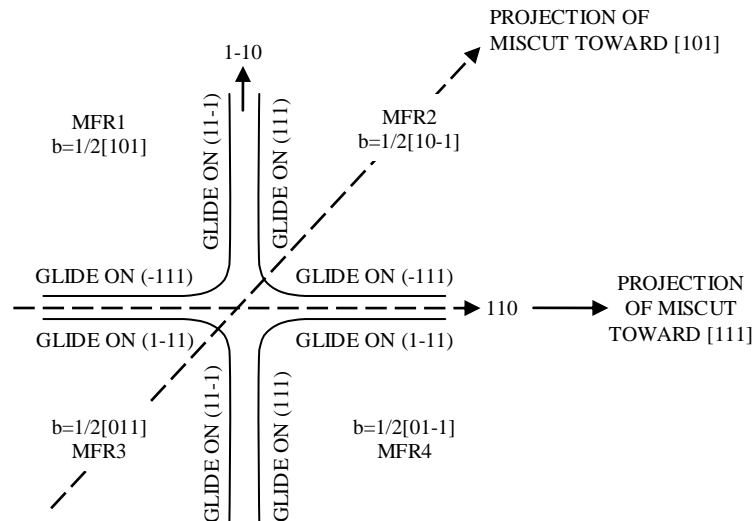 PROJECTION OF
MISCUT TOWARD [101]
1-10
MFR1
b=1/2[101]
MFR2
b=1/2[10-1]
GLIDE ON (11-1)
GLIDE ON (111)
GLIDE ON (-111)
GLIDE ON (-111)
110
PROJECTION
OF MISCUT
TOWARD [111]
GLIDE ON (1-11)
GLIDE ON (1-11)
GLIDE ON (11-1)
GLIDE ON (111)
b=1/2[011]
MFR3
b=1/2[01-1]
MFR4